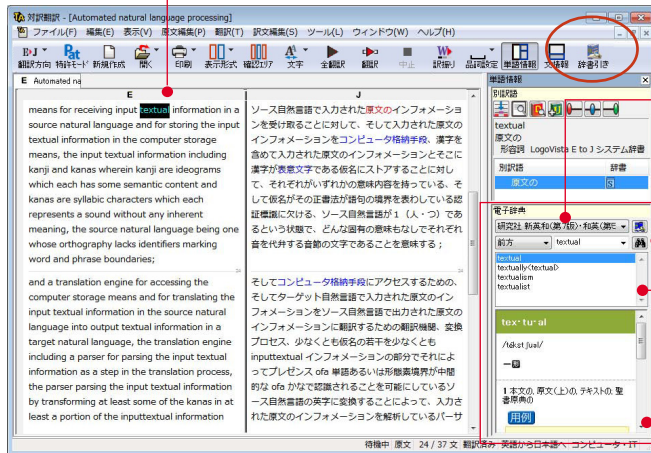 対訳翻訳 - [Automated natural language processing]
ファイル(F) 編集(E) 表示(V) 原文編集(P) 翻訳(T) 訳文編集(S) ツール(L) ウィンドウ(W) ヘルプ(H)
E▸J Pat
翻訳方向 特許モード 新規作成 開く 印刷 表示形式 確認エリア 文字 全翻訳 翻訳 中止 訳振り 品詞設定 単語情報 文情報 辞書引き
E Automated na
E J
means for receiving input textual information in a
source natural language and for storing the input
textual information in the computer storage
means, the input textual information including
kanji and kanas wherein kanji are ideograms
which each has some semantic content and
kanas are syllabic characters which each
represents a sound without any inherent
meaning, the source natural language being one
whose orthography lacks identifiers marking
word and phrase boundaries;
and a translation engine for accessing the
computer storage means and for translating the
input textual information in the source natural
language into output textual information in a
target natural language, the translation engine
including a parser for parsing the input textual
information as a step in the translation process,
the parser parsing the input textual information
by transforming at least some of the kanas in at
least a portion of the inputtextual information
ソース自然言語で入力された原文のインフォメーショ
ンを受け取ることに対して、そして入力された原文の
インフォメーションをコンピュータ格納手段、漢字を
含めて入力された原文のインフォメーションとそこに
漢字が表意文字である仮名にストアすることに対し
て、それぞれがいずれかの意味内容を持っている、そ
して仮名がその正書法が語句の境界を表わしている認
証標識に欠ける、ソース自然言語が1（人・つ）であ
るという状態で、どんな固有の意味もなしでそれぞれ
音を代弁する音節の文字であることを意味する；
そしてコンピュータ格納手段にアクセスするための、
そしてターゲット自然言語で入力された原文のイン
フォメーションをソース自然言語で出力された原文の
インフォメーションに翻訳するための翻訳機関、変換
プロセス、少なくとも仮名の若干を少なくとも
inputtextual インフォメーションの部分でそれによ
ってプレゼンス ofa 単語あるいは形態素境界が中間
的な ofa かなで認識されることを可能にしているソ
ース自然言語の英字に変換することによって、入力さ
れた原文のインフォメーションを解析しているパーサ
単語情報
別訳語
textual
原文の
形容詞 LogoVista E to J システム辞書
別訳語 辞書
原文の S
電子辞典
研究社 新英和(第7版)・和英(第5
前方 textual
textual
textually<textual>
textualism
textualist
tex·tu·al
/tékstʃuəl/
1 本文の, 原文(上)の, テキストの; 聖
書原典の
用例
待機中 原文 24 / 37 文 翻訳済み 英語から日本語へ コンピュータ・IT